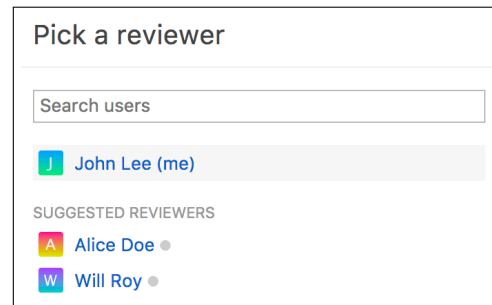 Pick a reviewer
Search users
J John Lee (me)
SUGGESTED REVIEWERS
A Alice Doe
W Will Roy